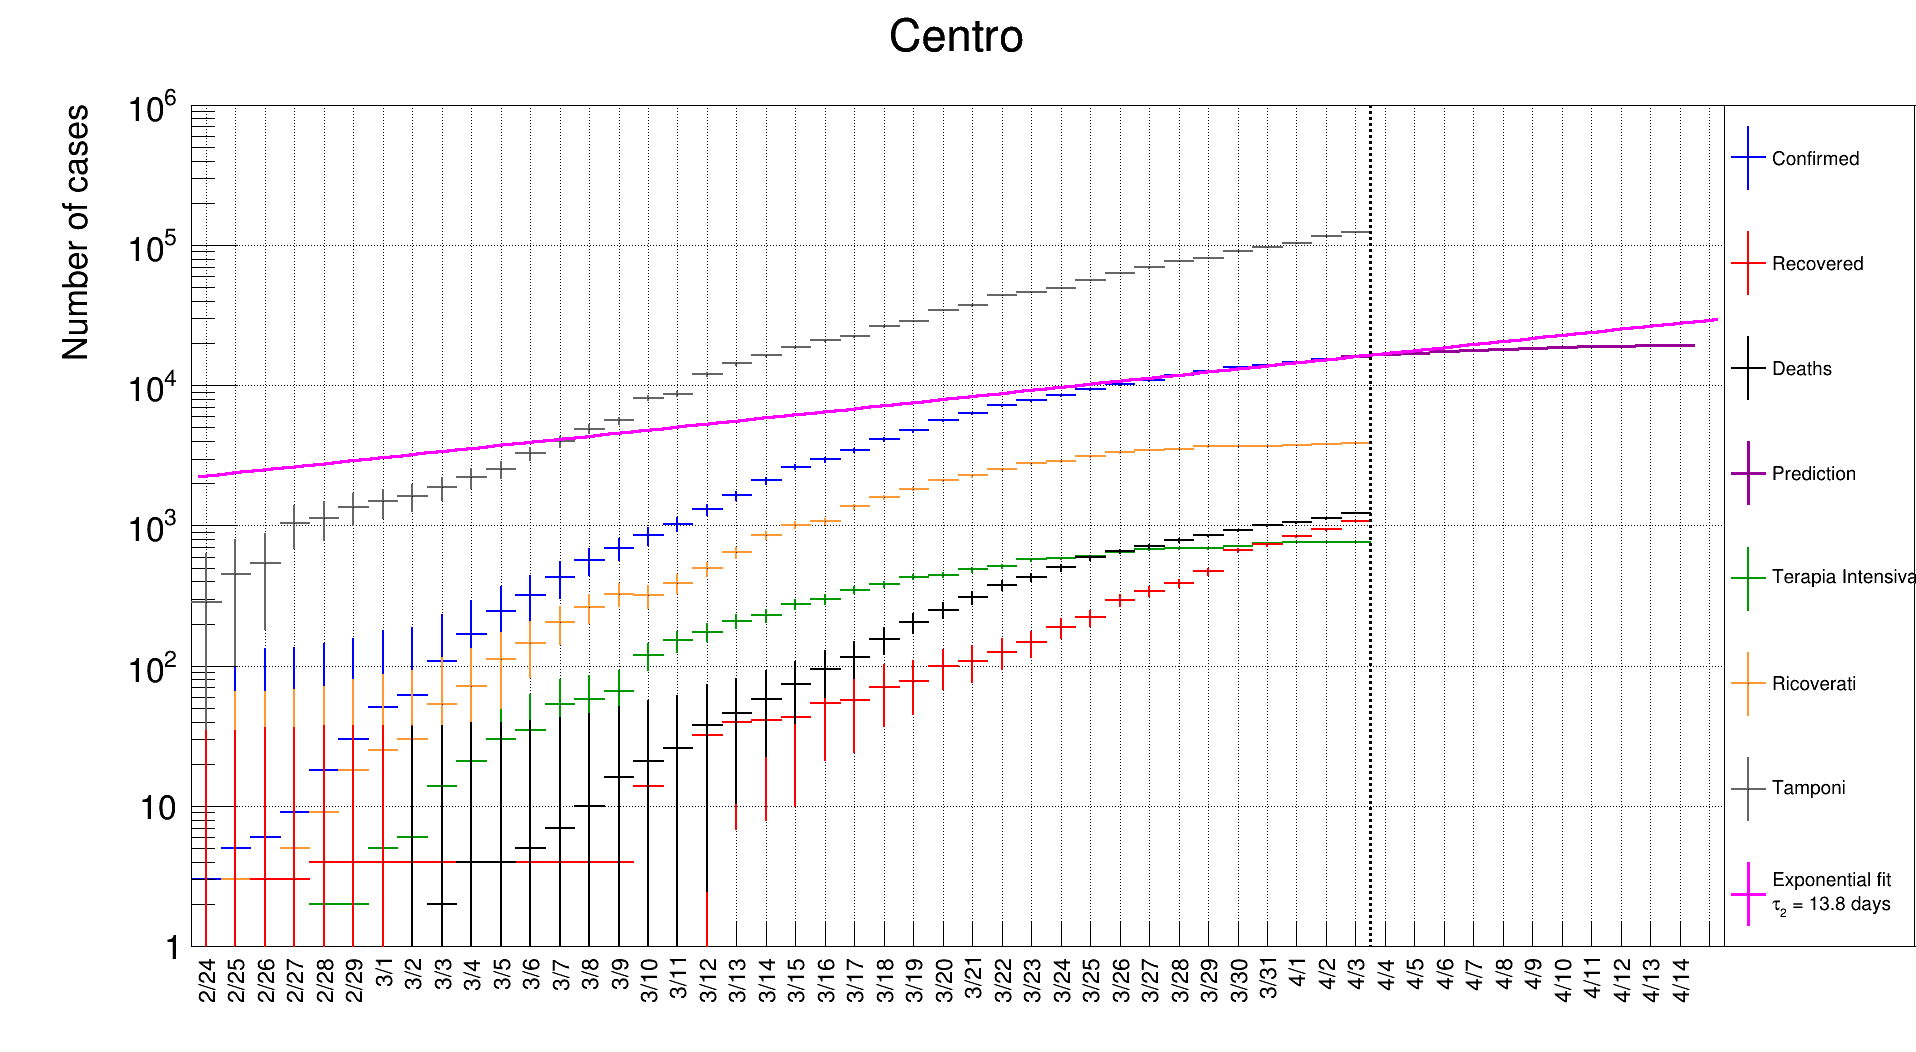 Centro
Number of cases
10^6
10^5
10^4
10^3
10^2
10
1
2/24 2/25 2/26 2/27 2/28 2/29 3/1 3/2 3/3 3/4 3/5 3/6 3/7 3/8 3/9 3/10 3/11 3/12 3/13 3/14 3/15 3/16 3/17 3/18 3/19 3/20 3/21 3/22 3/23 3/24 3/25 3/26 3/27 3/28 3/29 3/30 3/31 4/1 4/2 4/3 4/4 4/5 4/6 4/7 4/8 4/9 4/10 4/11 4/12 4/13 4/14
Confirmed
Recovered
Deaths
Prediction
Terapia Intensiva
Ricoverati
Tamponi
Exponential fit
τ_2 = 13.8 days